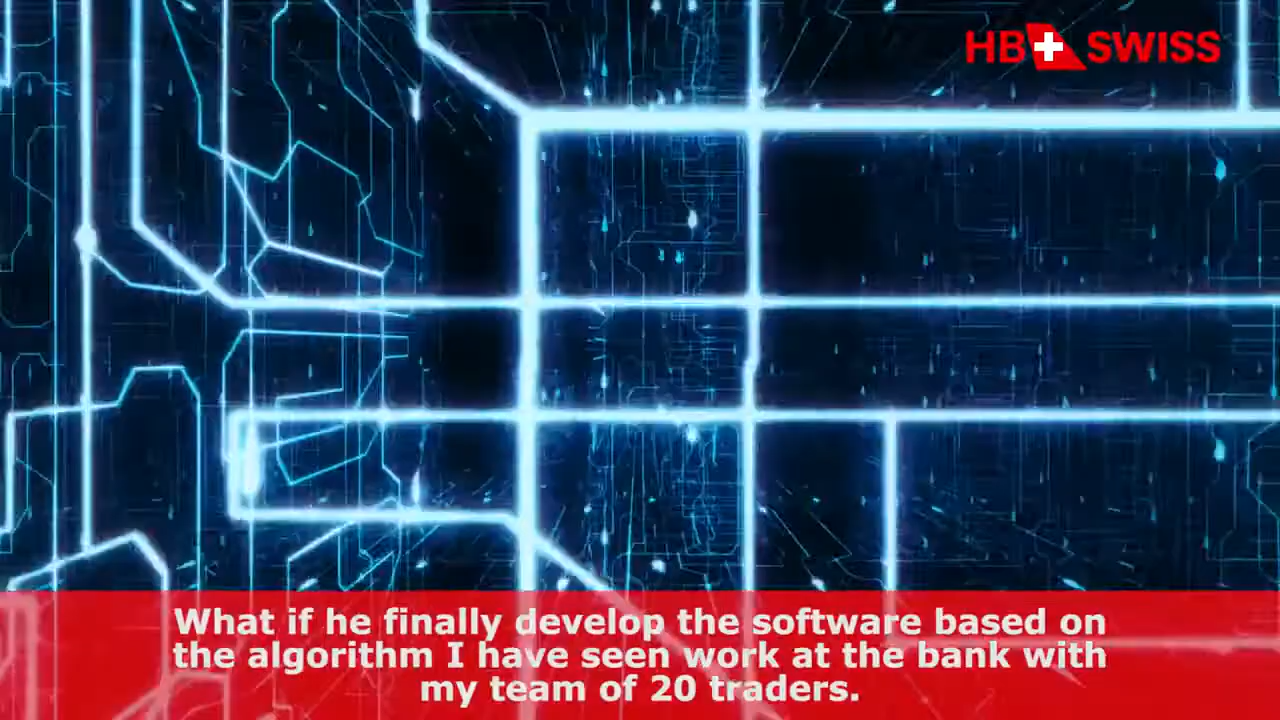 HB SWISS
What if he finally develop the software based on
the algorithm I have seen work at the bank with
my team of 20 traders.